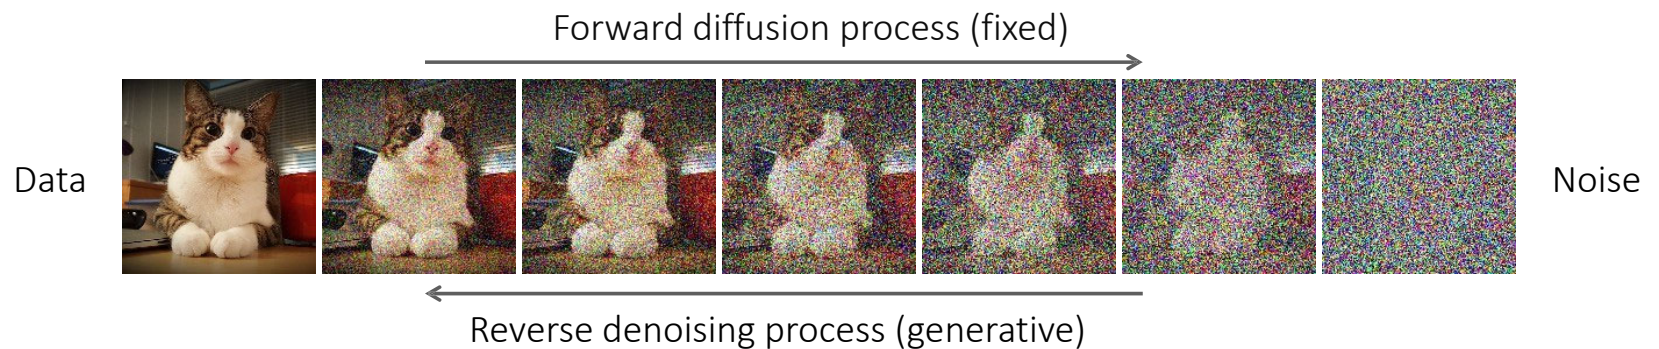 Forward diffusion process (fixed)
Data
Noise
Reverse denoising process (generative)